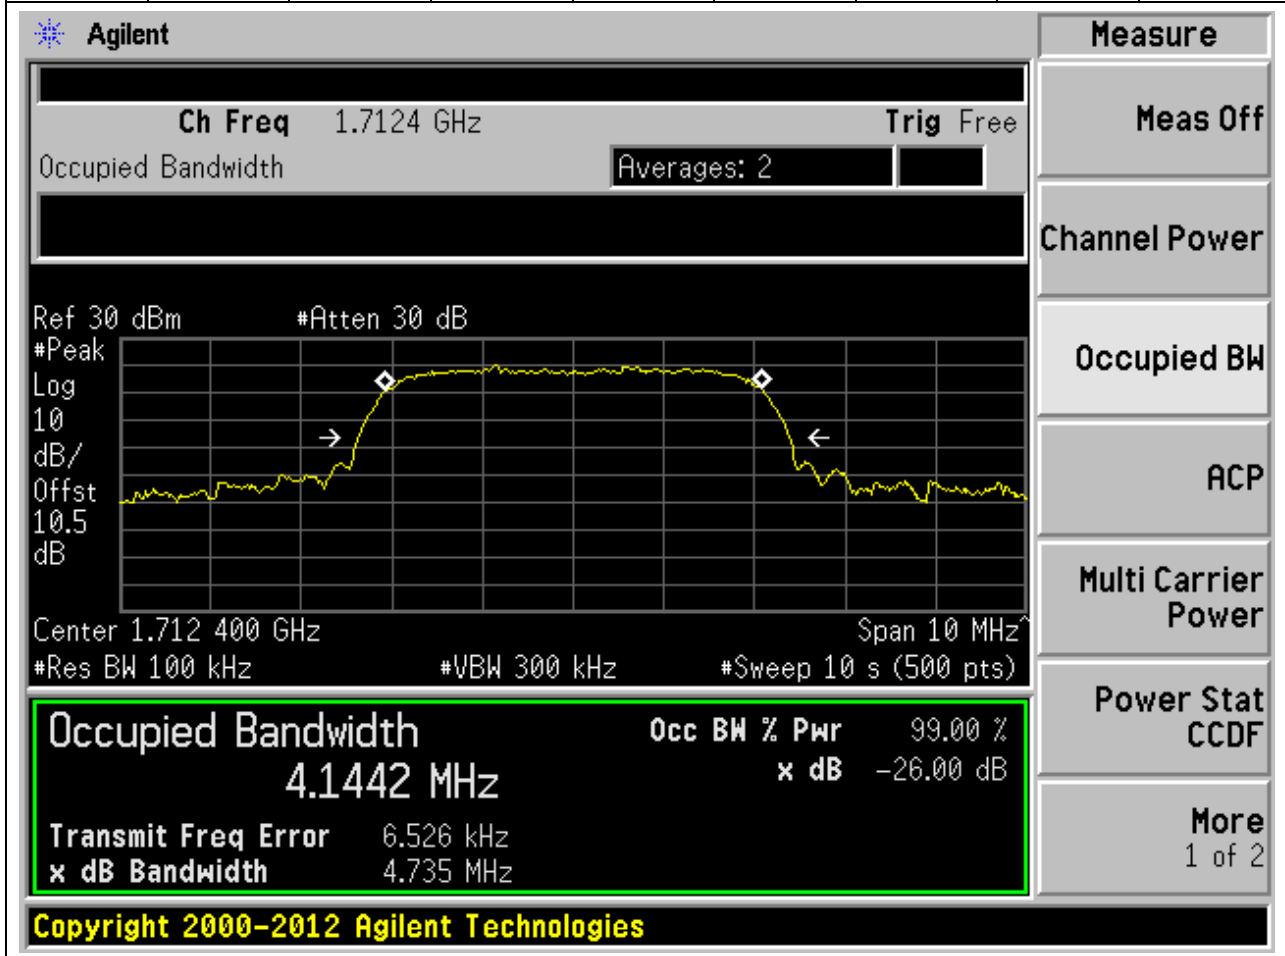 Agilent
Measure
Ch Freq 1.7124 GHz Trig Free
Meas Off
Occupied Bandwidth Averages: 2
Channel Power
Ref 30 dBm #Atten 30 dB
#Peak
Log
10
dB/
Offst
10.5
dB
Occupied BW
ACP
Center 1.712 400 GHz Span 10 MHz^
#Res BW 100 kHz #VBW 300 kHz #Sweep 10 s (500 pts)
Multi Carrier
Power
Occupied Bandwidth Occ BW % Pwr 99.00 %
4.1442 MHz x dB -26.00 dB
Power Stat
CCDF
Transmit Freq Error 6.526 kHz
x dB Bandwidth 4.735 MHz
More
1 of 2
Copyright 2000-2012 Agilent Technologies